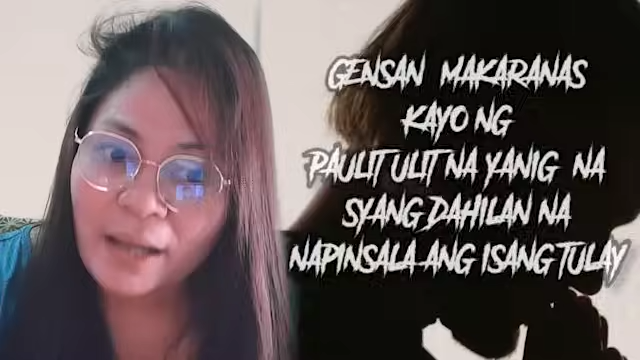 GENSAN MAKARANAS
KAYO NG
PAULIT ULIT NA YANIG NA
SYANG DAHILAN NA
NAPINSALA ANG ISANG TULAY